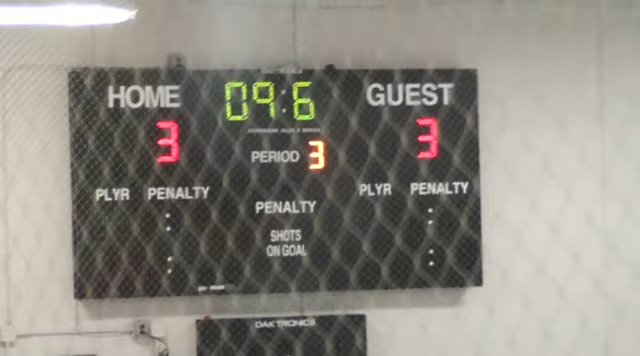 HOME 09:6 GUEST
3 3
PERIOD 3
PLYR PENALTY PLYR PENALTY
PENALTY
SHOTS
ON GOAL
DAKTRONICS